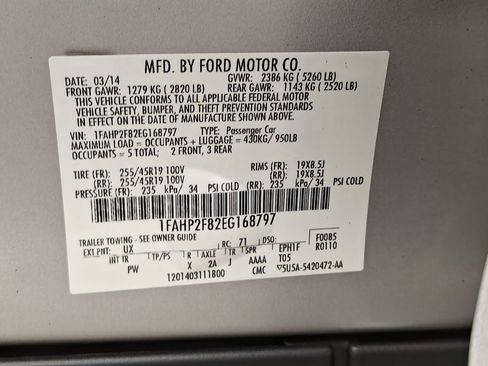 MFD. BY FORD MOTOR CO.
DATE: 03/14 GVWR: 2386 KG ( 5260 LB)
FRONT GAWR: 1279 KG ( 2820 LB) REAR GAWR: 1143 KG ( 2520 LB)
THIS VEHICLE CONFORMS TO ALL APPLICABLE FEDERAL MOTOR
VEHICLE SAFETY, BUMPER, AND THEFT PREVENTION STANDARDS
IN EFFECT ON THE DATE OF MANUFACTURE SHOWN ABOVE.
VIN: 1FAHP2F82EG168797 TYPE: Passenger Car
MAXIMUM LOAD = OCCUPANTS + LUGGAGE = 430KG/ 950LB
OCCUPANTS = 5 TOTAL; 2 FRONT, 3 REAR
TIRE (FR): 255/45R19 100V RIMS (FR): 19X8.5J
(RR): 255/45R19 100V (RR): 19X8.5J
PRESSURE (FR): 235 kPa/ 34 PSI COLD (RR): 235 kPa/ 34 PSI COLD
1FAHP2F82EG168797
TRAILER TOWING - SEE OWNER GUIDE
EXT PNT: UX RC: 71 DSO: F0085
INT TR TP/PS R AXLE TR SPR EPHTF R0110
PW X 2A J AAAA T05
1201403111800 CMC 5USA-5420472-AA